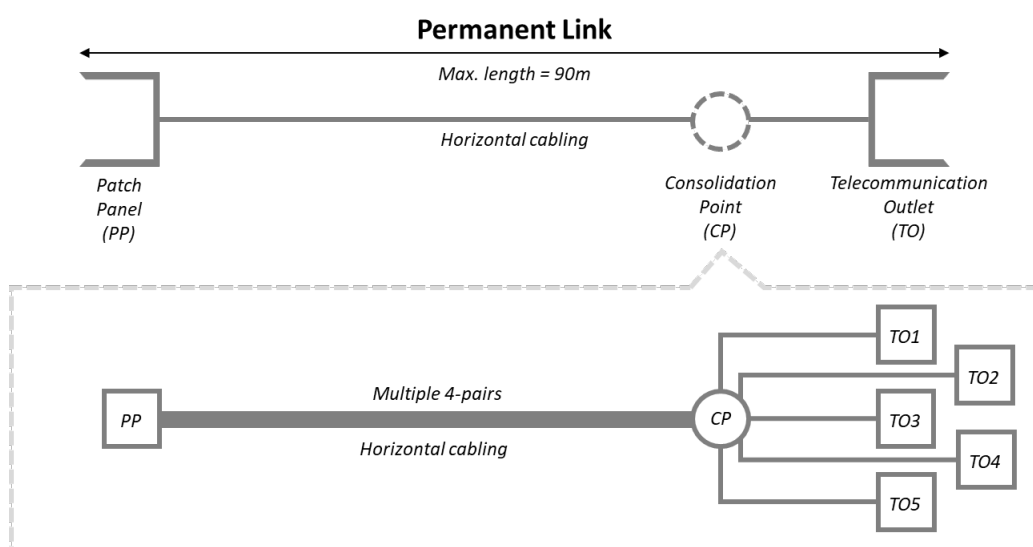 Permanent Link
Max. length = 90m
Horizontal cabling
Patch
Panel
(PP)
Consolidation
Point
(CP)
Telecommunication
Outlet
(TO)
TO1
TO2
Multiple 4-pairs
PP
CP
TO3
Horizontal cabling
TO4
TO5